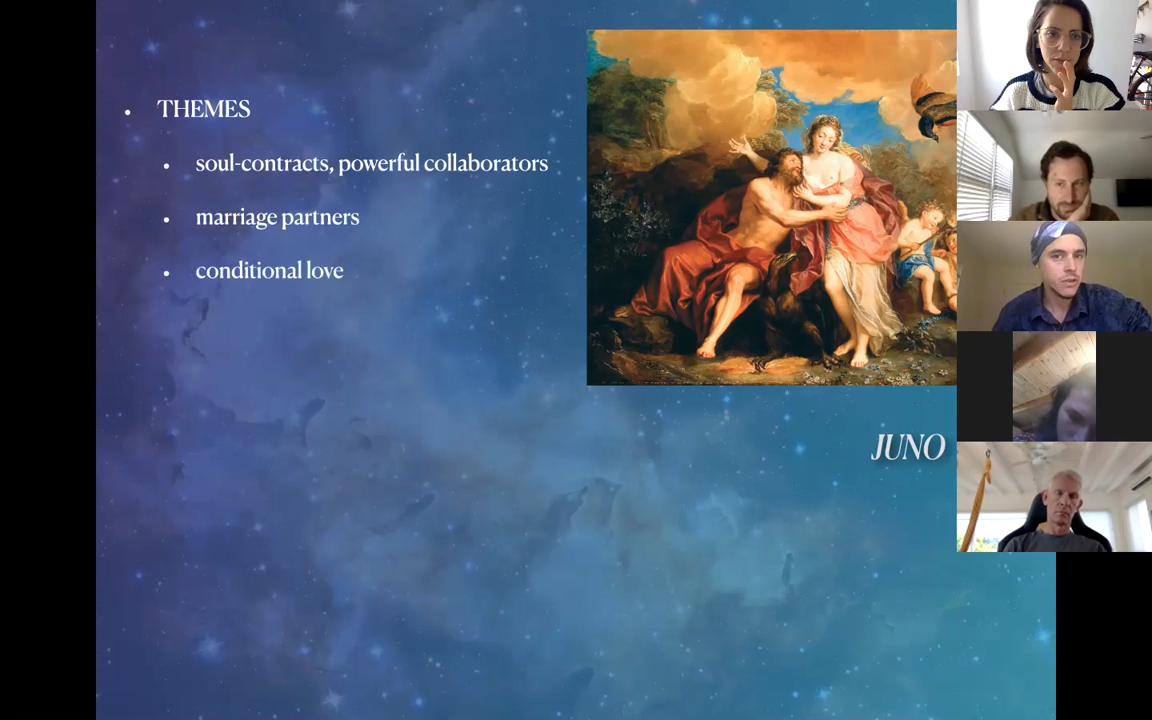 THEMES
soul-contracts, powerful collaborators
marriage partners
conditional love
JUNO